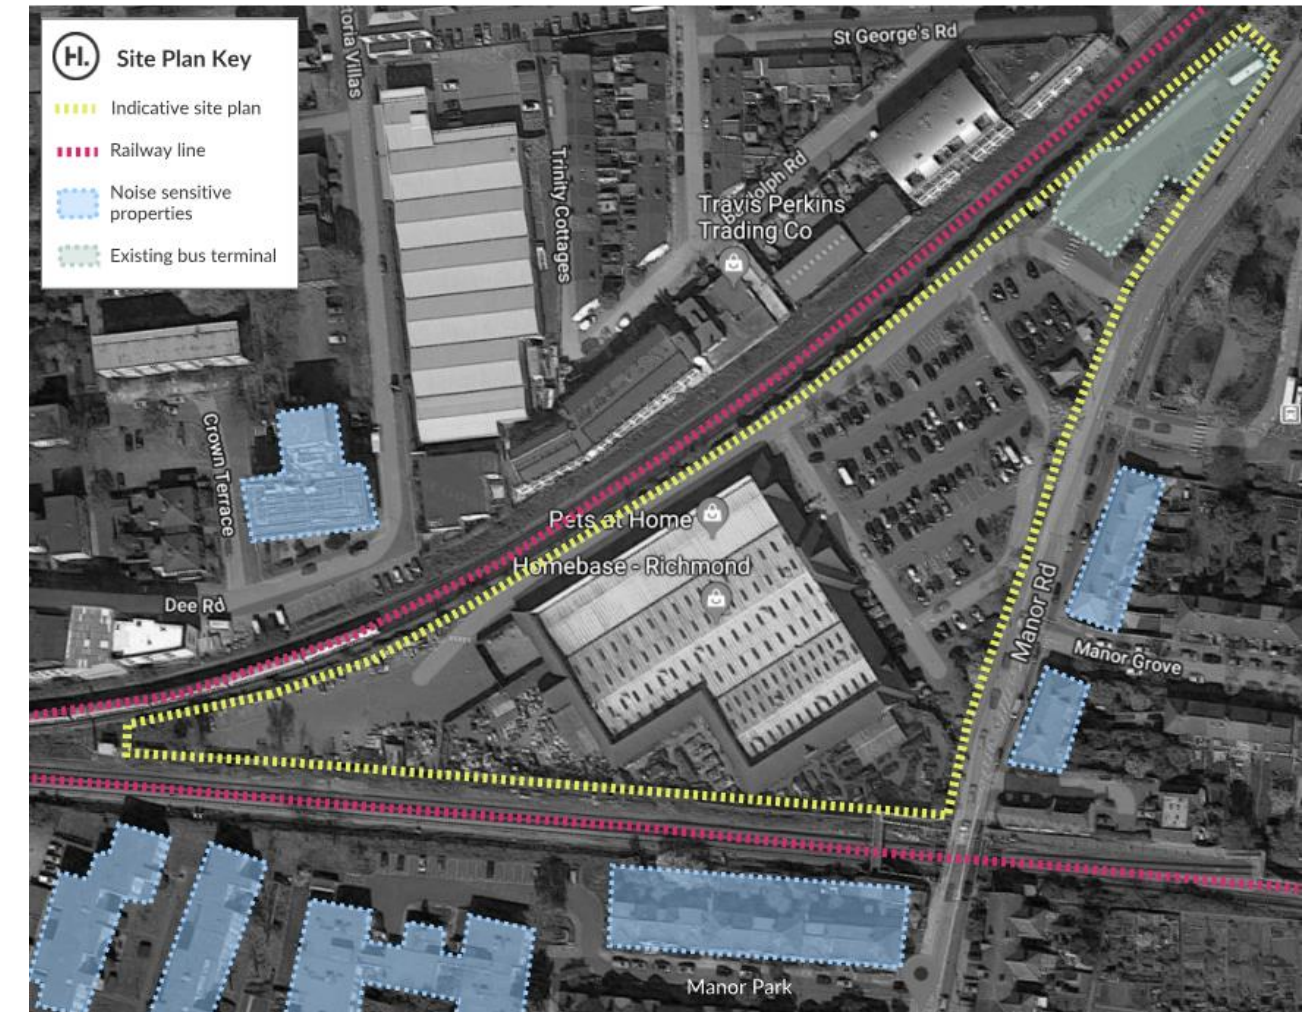 H. Site Plan Key
Indicative site plan
Railway line
Noise sensitive
properties
Existing bus terminal
St George's Rd
Trinity Cottages
Travis Perkins
Trading Co
Crown Terrace
Pets at Home
Homebase - Richmond
Dee Rd
Manor Rd
Manor Grove
Manor Park